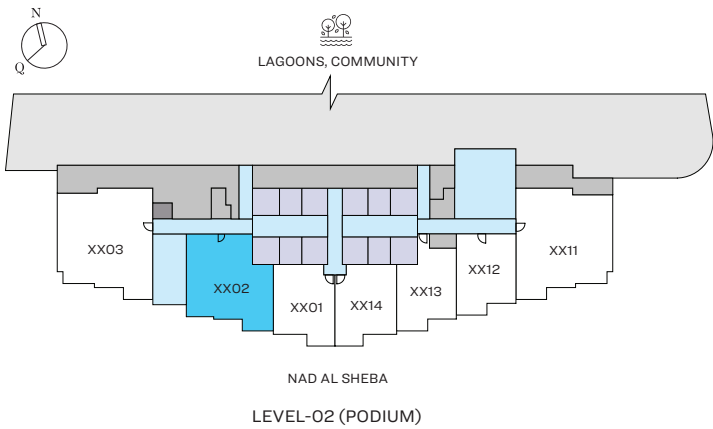 N
Q
LAGOONS, COMMUNITY
XX03
XX02
XX01
XX14
XX13
XX12
XX11
NAD AL SHEBA
LEVEL-02 (PODIUM)